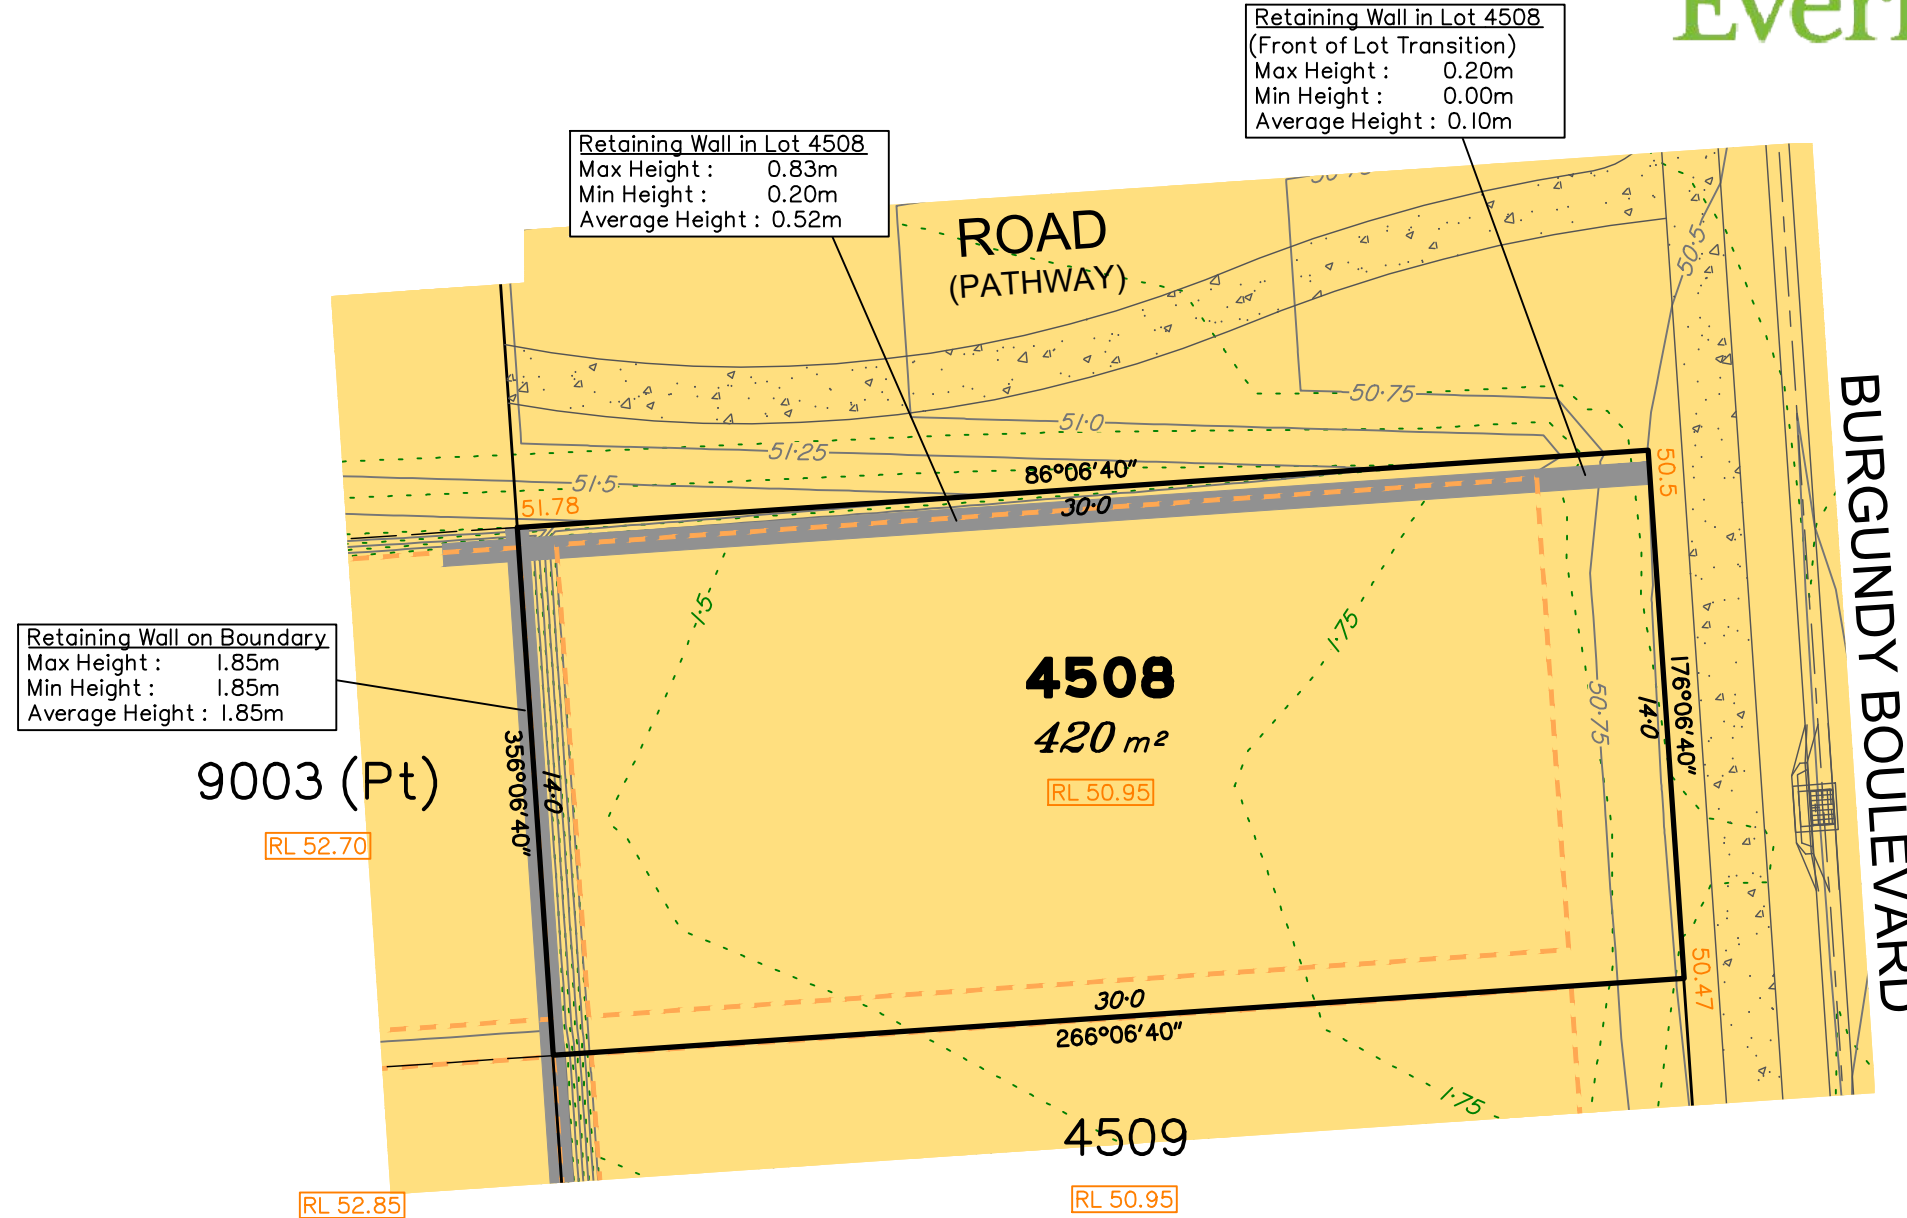 Retaining Wall in Lot 4508
(Front of Lot Transition)
Max Height : 0.20m
Min Height : 0.00m
Average Height : 0.10m
Retaining Wall in Lot 4508
Max Height : 0.83m
Min Height : 0.20m
Average Height : 0.52m
ROAD
(PATHWAY)
50·5
50·75
51·0
51·25
51·5
86°06'40"
30·0
51.78
50.5
BURGUNDY BOULEVARD
1·5
1·75
Retaining Wall on Boundary
Max Height : 1.85m
Min Height : 1.85m
Average Height : 1.85m
4508
420 m²
RL 50.95
50·75
14·0
176°06'40"
9003 (Pt)
RL 52.70
356°06'40"
14·0
50.47
30·0
266°06'40"
1·75
4509
RL 52.85
RL 50.95